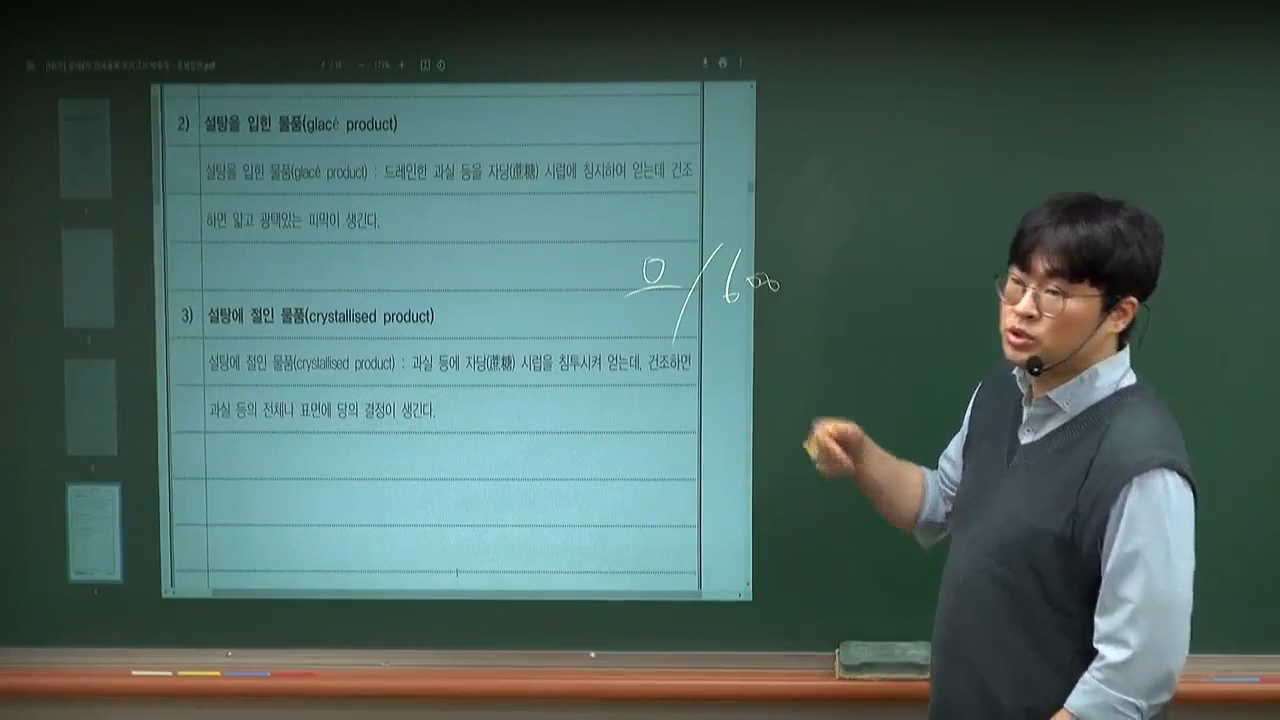 2) 설탕을 입힌 물품(glacé product)
설탕을 입힌 물품(glacé product) : 드레인한 과실 등을 자당(蔗糖) 시럽에 침지하여 얻는데 건조
하면 얇고 광택있는 피막이 생긴다.
3) 설탕에 절인 물품(crystallised product)
설탕에 절인 물품(crystallised product) : 과실 등에 자당(蔗糖) 시럽을 침투시켜 얻는데, 건조하면
과실 등의 전체나 표면에 당의 결정이 생긴다.